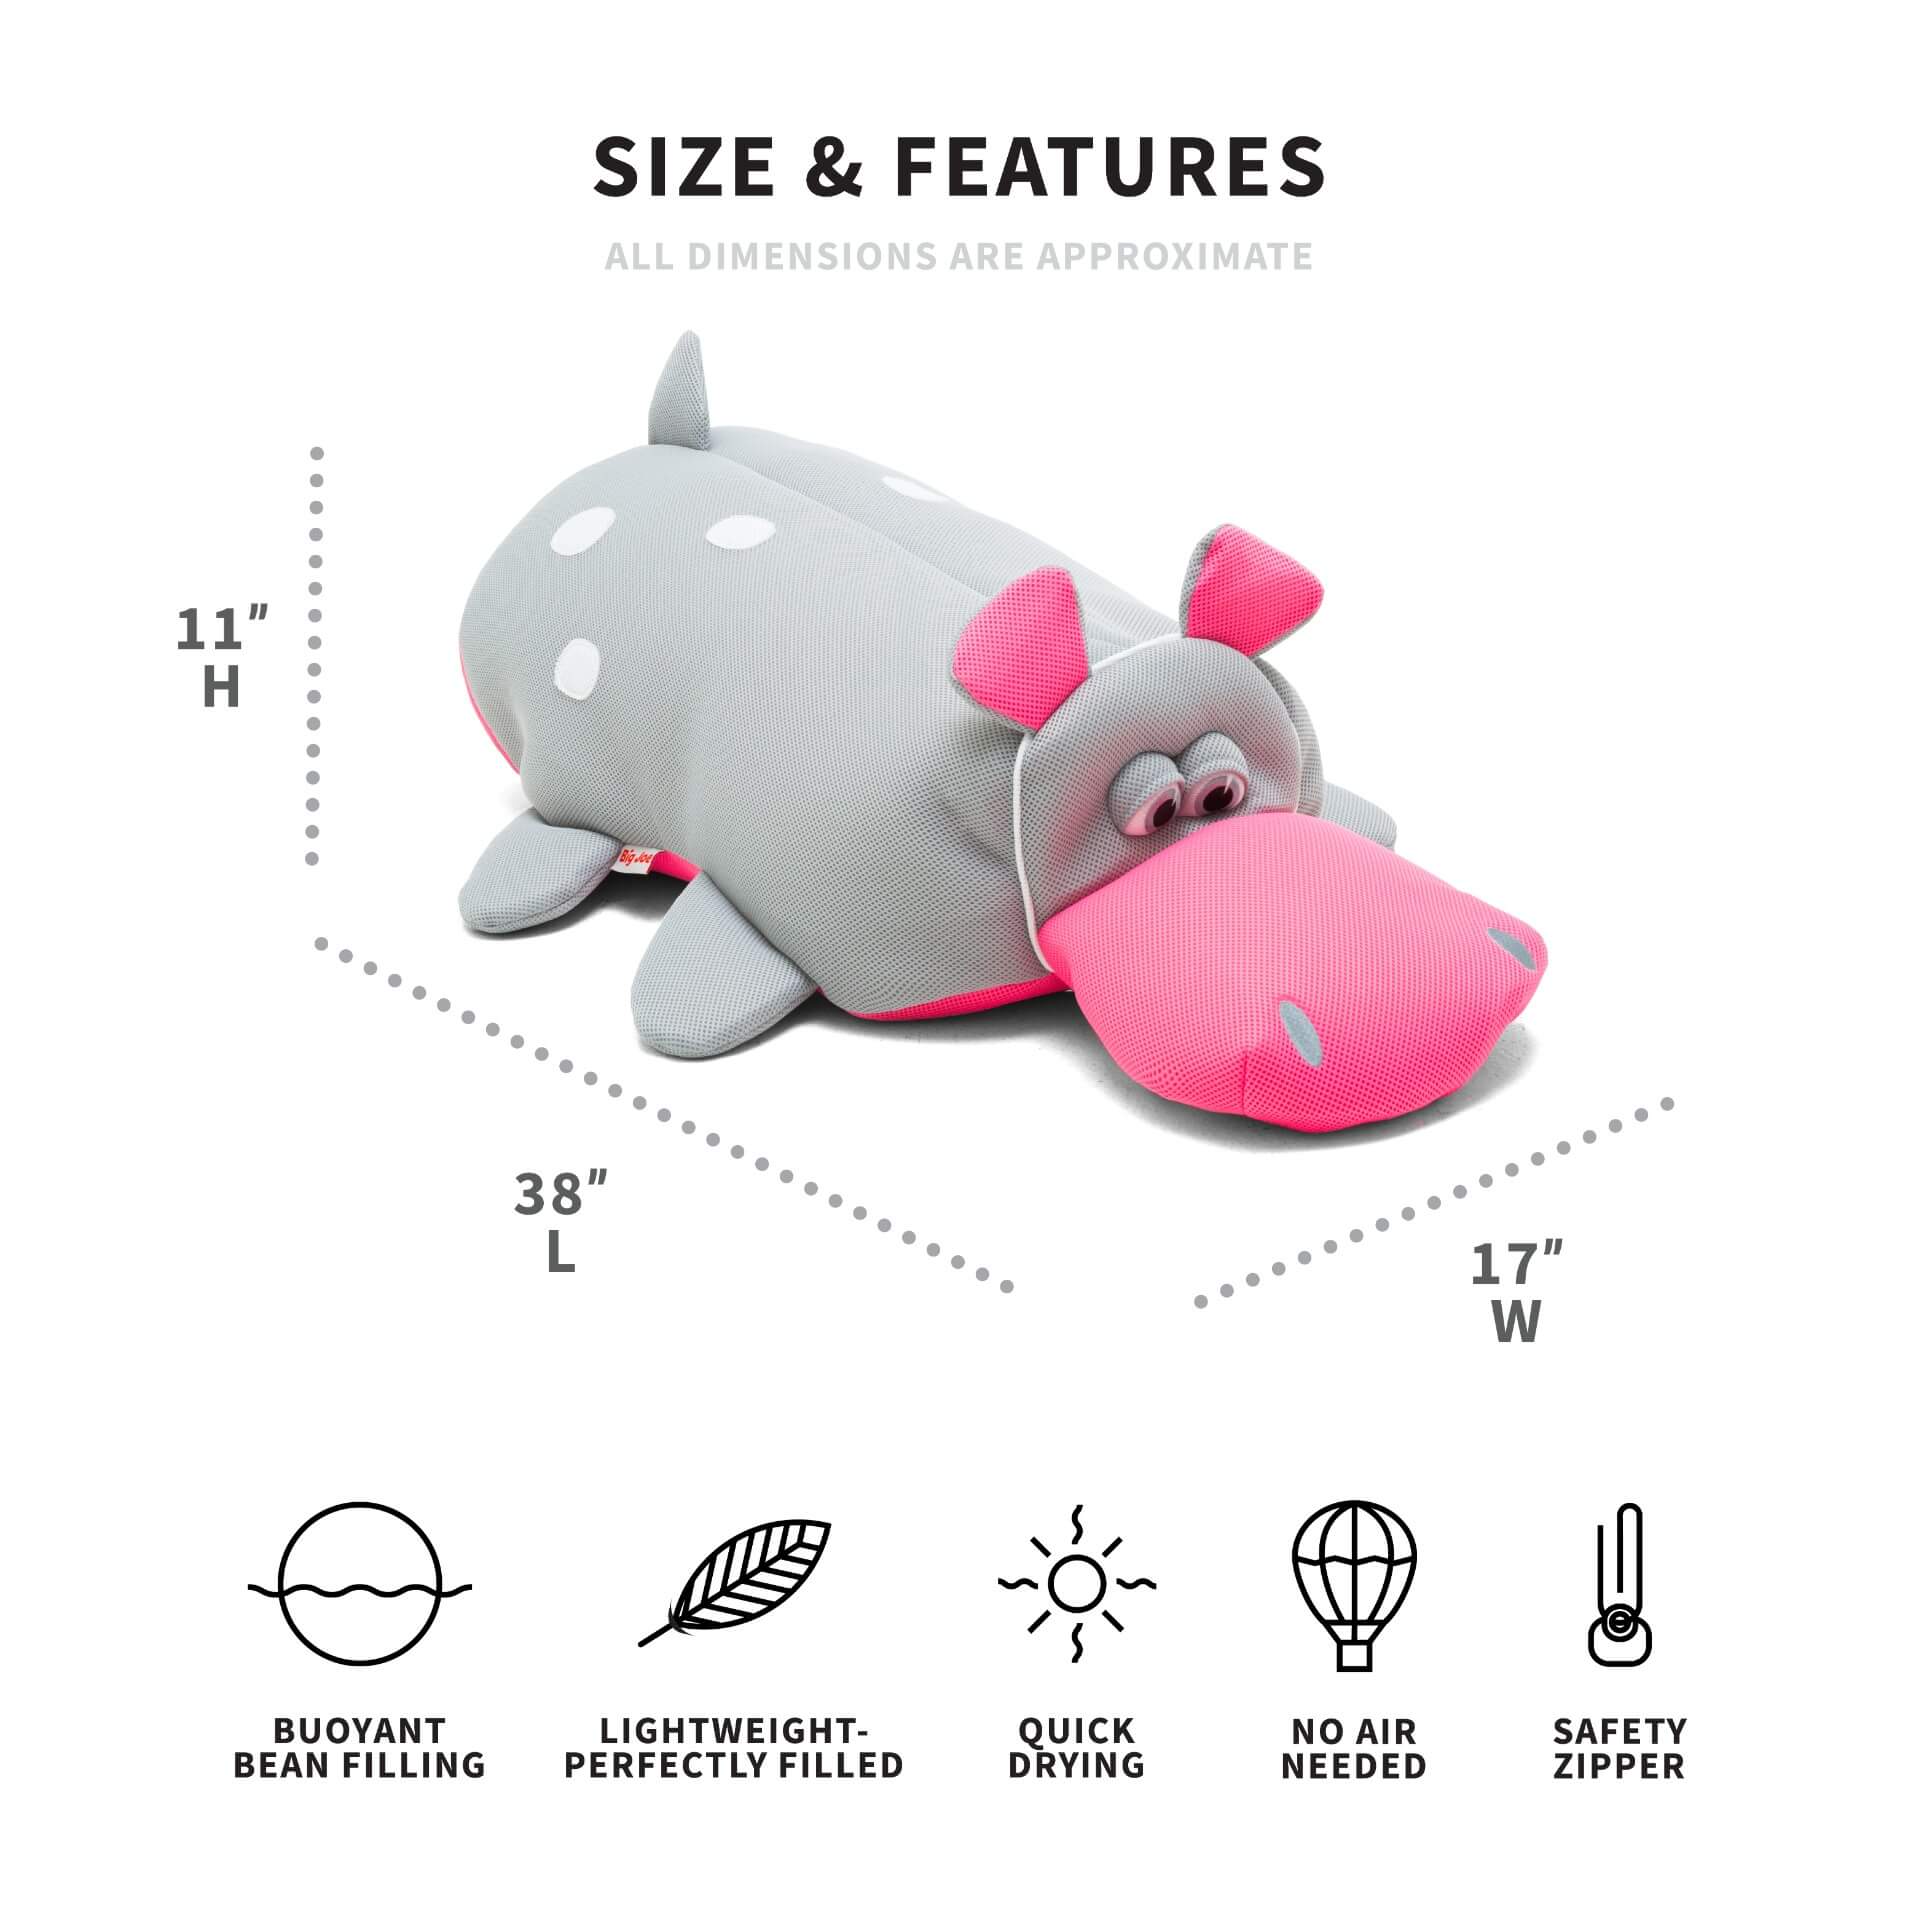 SIZE & FEATURES
ALL DIMENSIONS ARE APPROXIMATE
11"
H
Big Joe
38"
L
17"
W
BUOYANT
BEAN FILLING
LIGHTWEIGHT-
PERFECTLY FILLED
QUICK
DRYING
NO AIR
NEEDED
SAFETY
ZIPPER